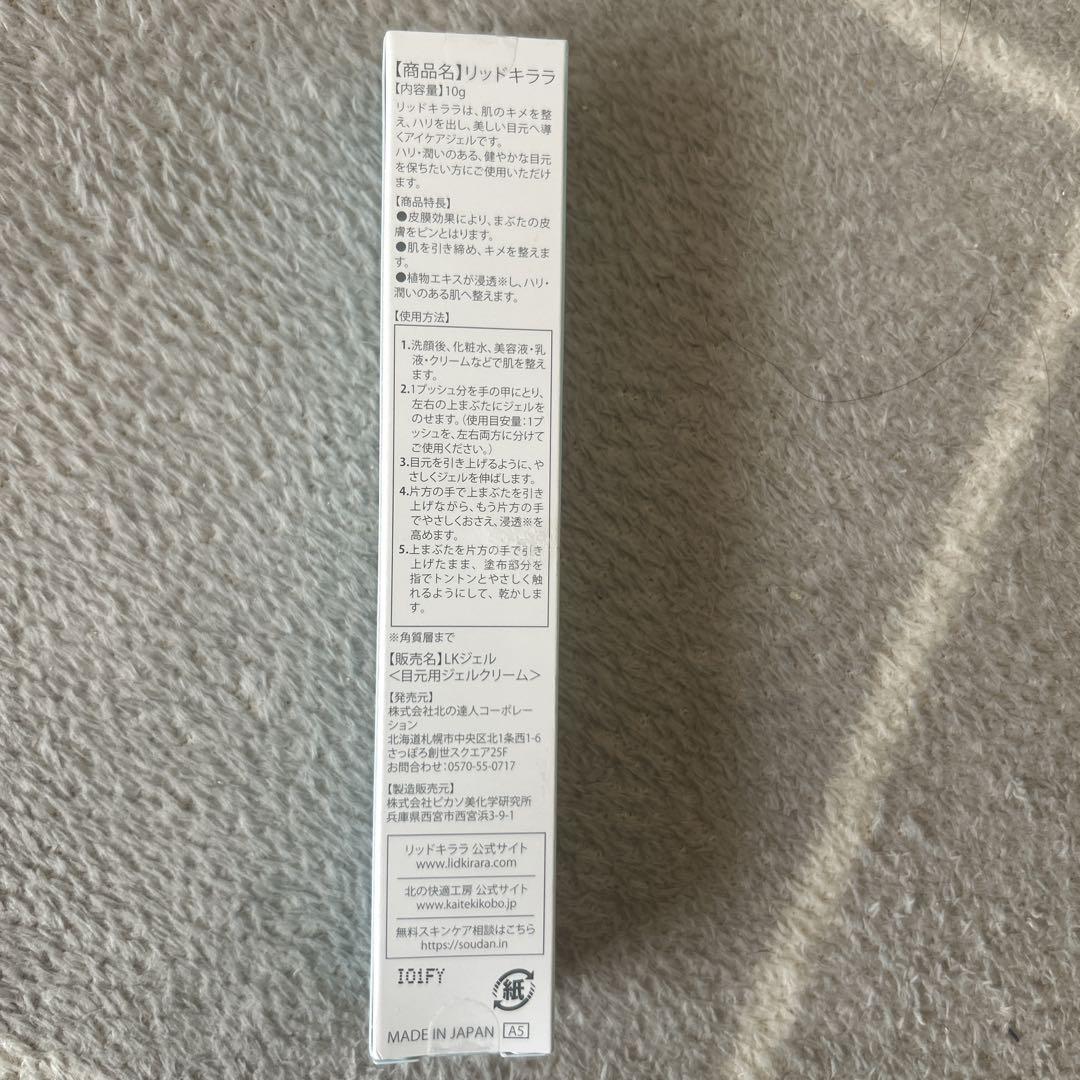 【商品名】リッドキララ
【内容量】10g
リッドキララは、肌のキメを整
え、ハリを出し、美しい目元へ導
くアイケアジェルです。
ハリ・潤いのある、健やかな目元
を保ちたい方にご使用いただけ
ます。
【商品特長】
●皮膜効果により、まぶたの皮
膚をピンとはります。
●肌を引き締め、キメを整えま
す。
●植物エキスが浸透※し、ハリ・
潤いのある肌へ整えます。
【使用方法】
1.洗顔後、化粧水、美容液・乳
液・クリームなどで肌を整え
ます。
2.1プッシュ分を手の甲にとり、
左右の上まぶたにジェルを
のせます。（使用目安量：1プ
ッシュを、左右両方に分けて
ご使用ください。）
3.目元を引き上げるように、や
さしくジェルを伸ばします。
4.片方の手で上まぶたを引き
上げながら、もう片方の手
でやさしくおさえ、浸透※を
高めます。
5.上まぶたを片方の手で引き
上げたまま、塗布部分を
指でトントンとやさしく触
れるようにして、乾かしま
す。
※角質層まで
【販売名】LKジェル
＜目元用ジェルクリーム＞
【発売元】
株式会社北の達人コーポレー
ション
北海道札幌市中央区北1条西1-6
さっぽろ創世スクエア25F
お問合わせ：0570-55-0717
【製造販売元】
株式会社ピカソ美化学研究所
兵庫県西宮市西宮浜3-9-1
リッドキララ 公式サイト
www.lidkirara.com
北の快適工房 公式サイト
www.kaitekikobo.jp
無料スキンケア相談はこちら
https://soudan.in
I01FY
紙
MADE IN JAPAN A5